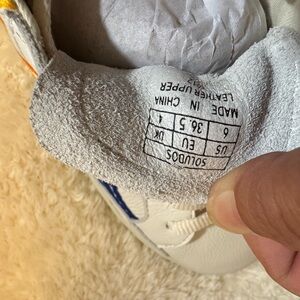 SOLUDOS
US EU UK
6 36.5 4
MADE IN CHINA
LEATHER UPPER